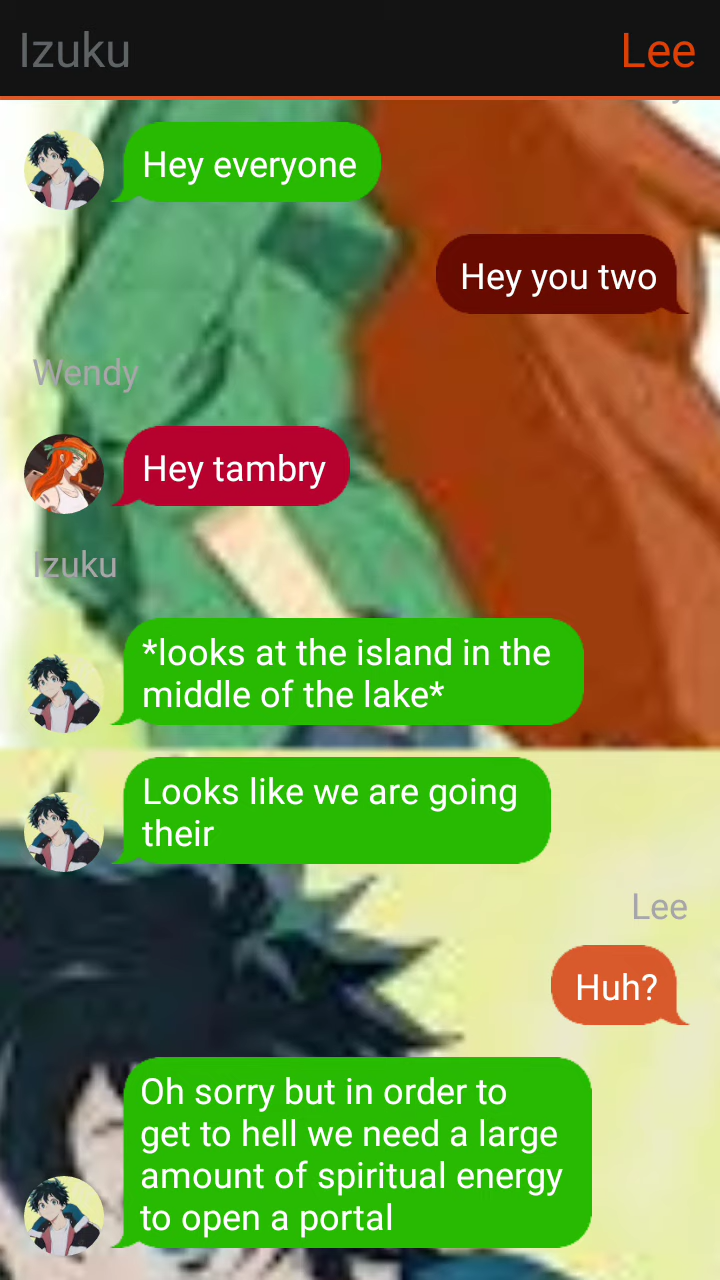 Izuku
Lee
Hey everyone
Hey you two
Wendy
Hey tambry
Izuku
*looks at the island in the
middle of the lake*
Looks like we are going
their
Lee
Huh?
Oh sorry but in order to
get to hell we need a large
amount of spiritual energy
to open a portal